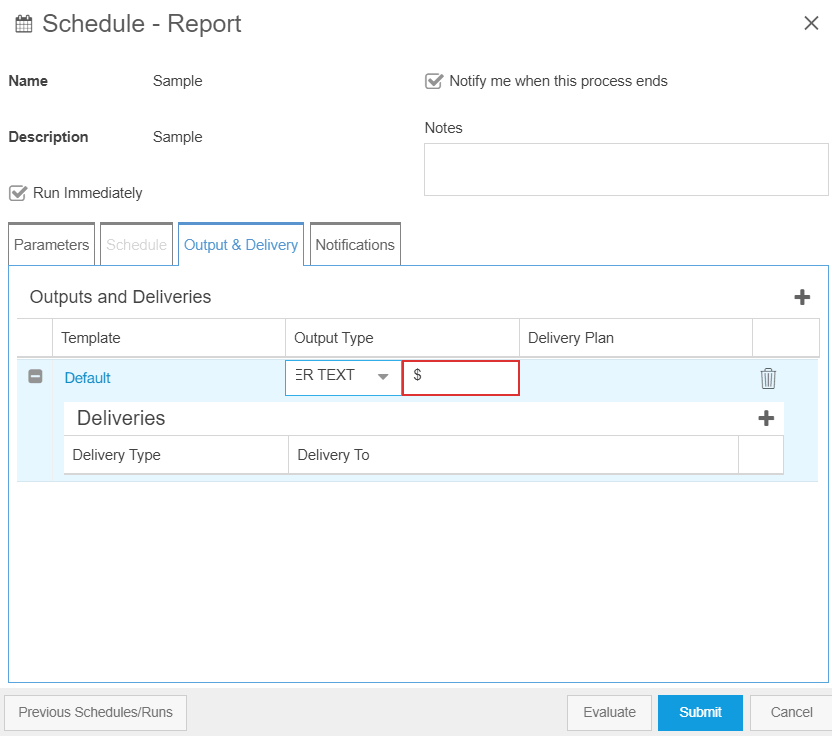 Schedule - Report
Name Sample
Notify me when this process ends
Description Sample
Notes
Run Immediately
Parameters Schedule Output & Delivery Notifications
Outputs and Deliveries
Template Output Type Delivery Plan
Default ER TEXT $
Deliveries
Delivery Type Delivery To
Previous Schedules/Runs Evaluate Submit Cancel